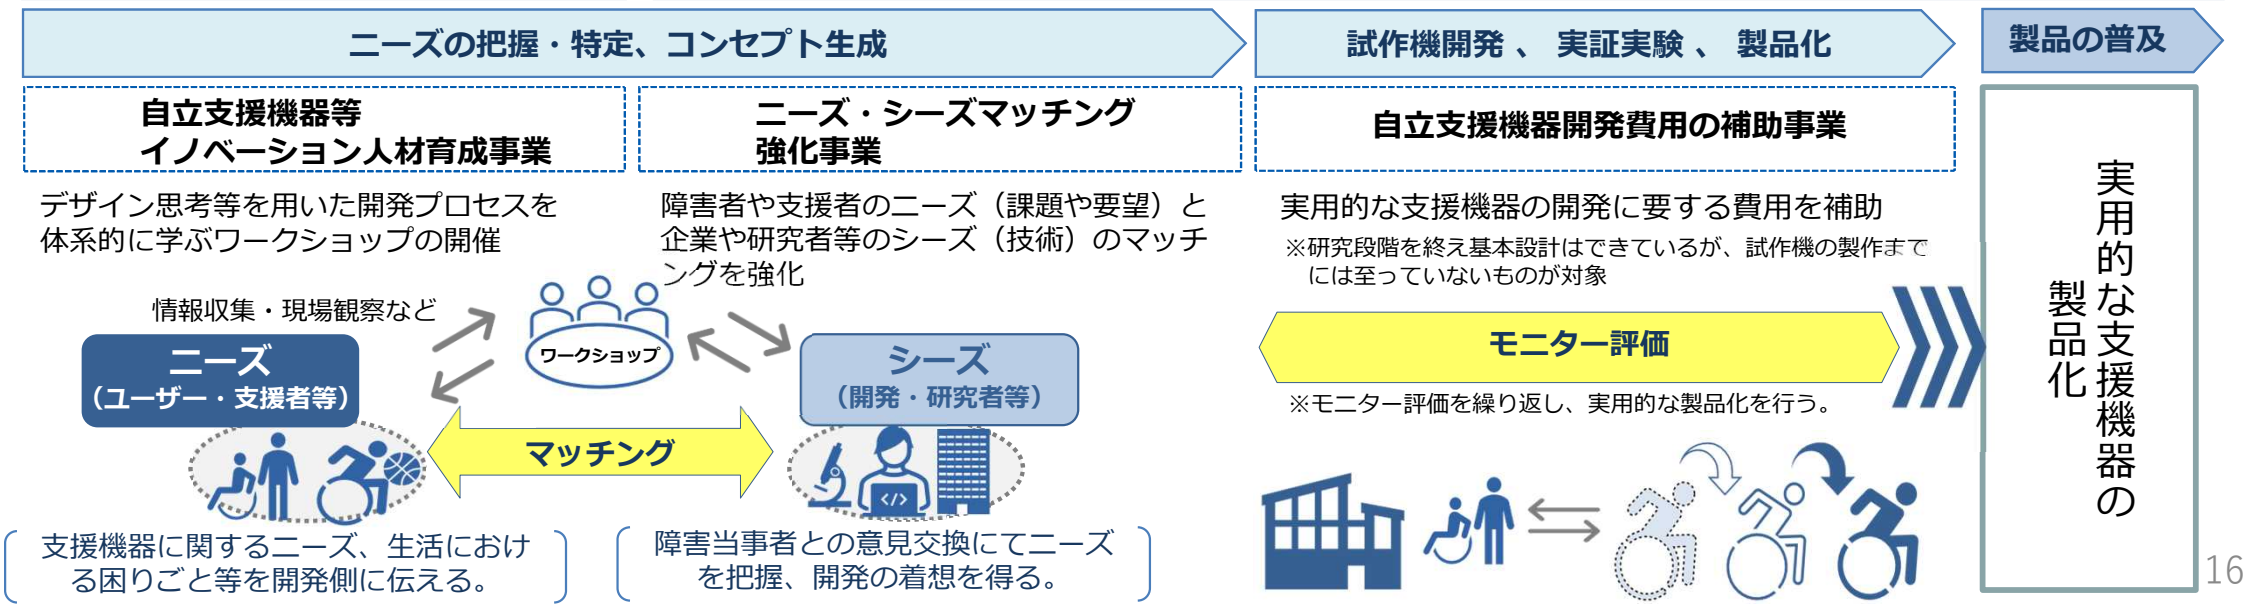 ニーズの把握・特定、コンセプト生成
試作機開発 、 実証実験 、 製品化
製品の普及
自立支援機器等
イノベーション人材育成事業
ニーズ・シーズマッチング
強化事業
自立支援機器開発費用の補助事業
デザイン思考等を用いた開発プロセスを
体系的に学ぶワークショップの開催
障害者や支援者のニーズ（課題や要望）と
企業や研究者等のシーズ（技術）のマッチ
ングを強化
実用的な支援機器の開発に要する費用を補助
※研究段階を終え基本設計はできているが、試作機の製作まで
には至っていないものが対象
情報収集・現場観察など
ニーズ
（ユーザー・支援者等）
ワークショップ
シーズ
（開発・研究者等）
マッチング
</>
支援機器に関するニーズ、生活におけ
る困りごと等を開発側に伝える。
障害当事者との意見交換にてニーズ
を把握、開発の着想を得る。
モニター評価
※モニター評価を繰り返し、実用的な製品化を行う。
実用的な支援機器の
製品化
16